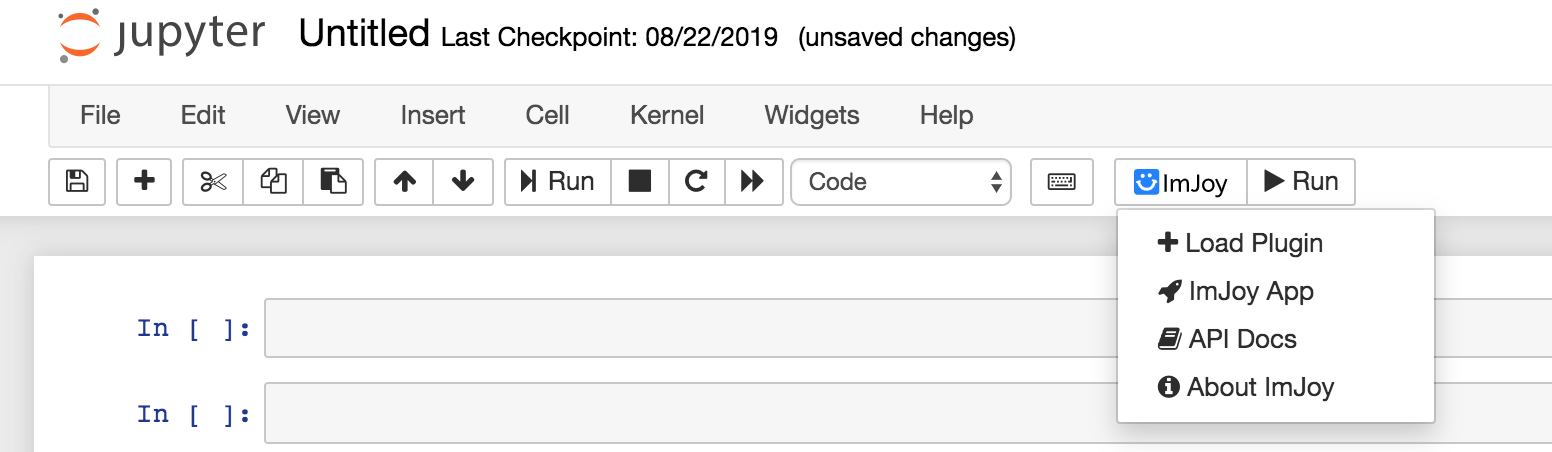 jupyter Untitled Last Checkpoint: 08/22/2019 (unsaved changes)
File Edit View Insert Cell Kernel Widgets Help
Run Code ImJoy Run
Load Plugin
ImJoy App
In [ ]:
API Docs
About ImJoy
In [ ]: